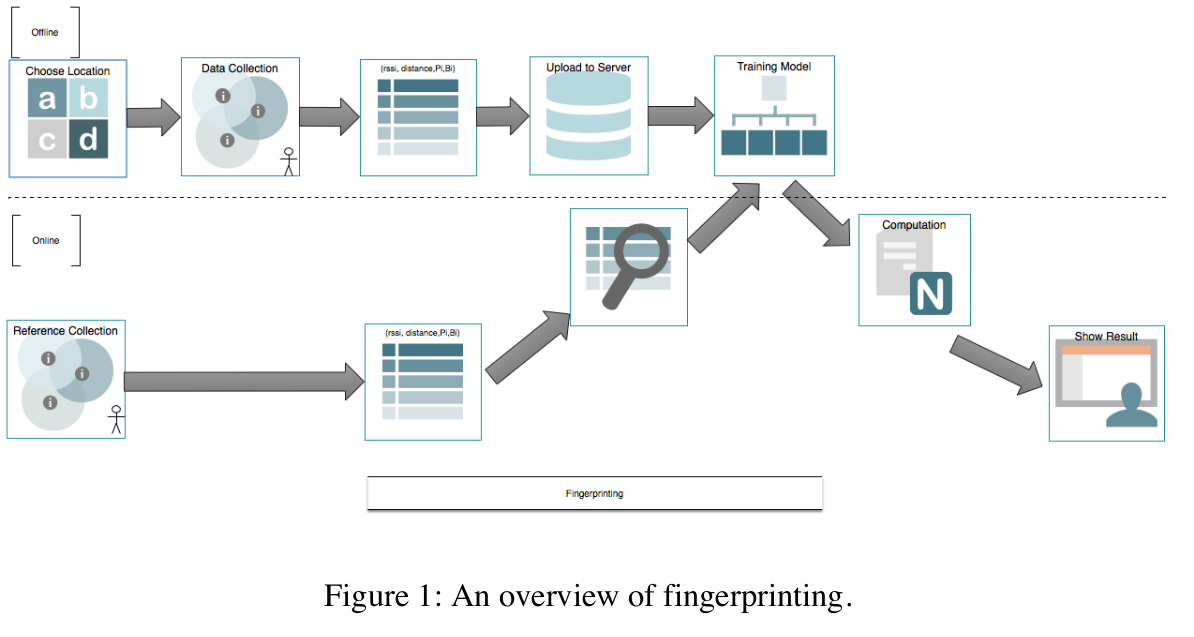 Offline
Choose Location
a b
c d
Data Collection
i
i
i
(rssi, distance,Pi,Bi)
Upload to Server
Training Model
Online
Reference Collection
i
i
i
(rssi, distance,Pi,Bi)
Computation
N
Show Result
Fingerprinting
Figure 1: An overview of fingerprinting.